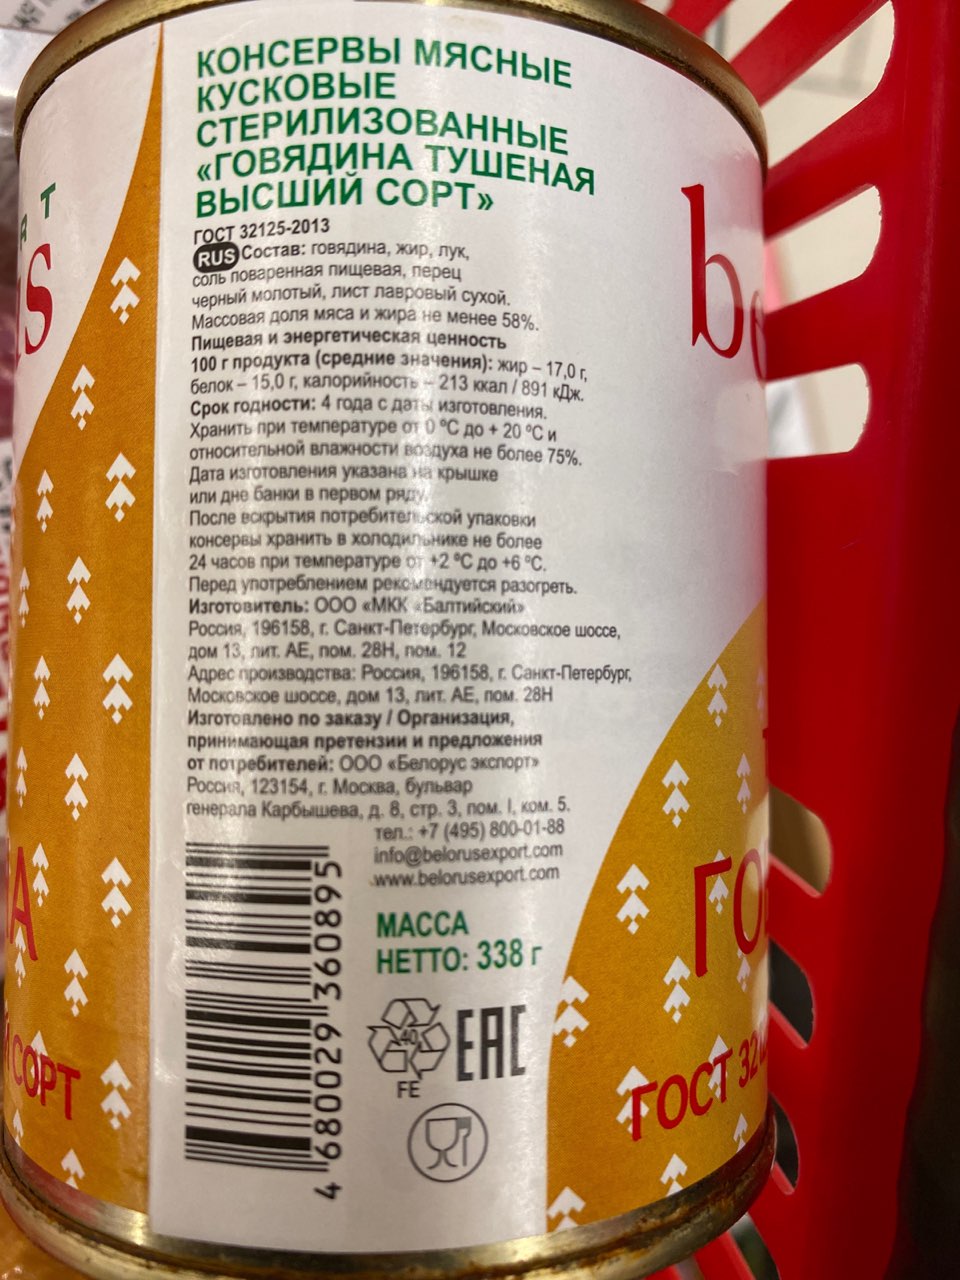 КОНСЕРВЫ МЯСНЫЕ
КУСКОВЫЕ
СТЕРИЛИЗОВАННЫЕ
«ГОВЯДИНА ТУШЕНАЯ
ВЫСШИЙ СОРТ»
ГОСТ 32125-2013
RUS Состав: говядина, жир, лук,
соль поваренная пищевая, перец
черный молотый, лист лавровый сухой.
Массовая доля мяса и жира не менее 58%.
Пищевая и энергетическая ценность
100 г продукта (средние значения): жир – 17,0 г,
белок – 15,0 г, калорийность – 213 ккал / 891 кДж.
Срок годности: 4 года с даты изготовления.
Хранить при температуре от 0 ºС до + 20 ºС и
относительной влажности воздуха не более 75%.
Дата изготовления указана на крышке
или дне банки в первом ряду.
После вскрытия потребительской упаковки
консервы хранить в холодильнике не более
24 часов при температуре от +2 ºС до +6 ºС.
Перед употреблением рекомендуется разогреть.
Изготовитель: ООО «МКК «Балтийский»
Россия, 196158, г. Санкт-Петербург, Московское шоссе,
дом 13, лит. АЕ, пом. 28Н, пом. 12
Адрес производства: Россия, 196158, г. Санкт-Петербург,
Московское шоссе, дом 13, лит. АЕ, пом. 28Н
Изготовлено по заказу / Организация,
принимающая претензии и предложения
от потребителей: ООО «Белорус экспорт»
Россия, 123154, г. Москва, бульвар
генерала Карбышева, д. 8, стр. 3, пом. I, ком. 5.
тел.: +7 (495) 800-01-88
info@belorusexport.com
www.belorusexport.com
МАССА
НЕТТО: 338 г
40
FE
EAC
4 680029 360895
us
СОРТ
be
ГО
ГОСТ 32